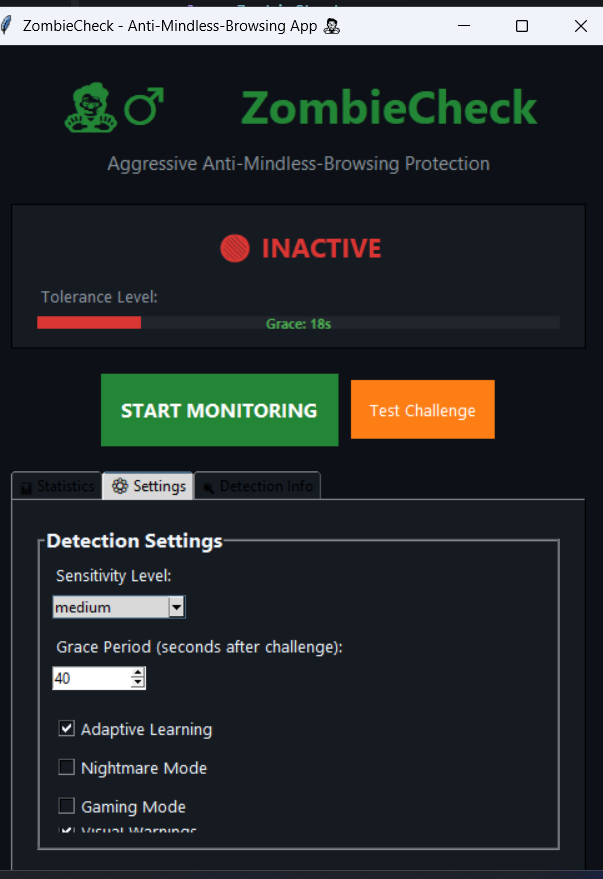 ZombieCheck - Anti-Mindless-Browsing App
ZombieCheck
Aggressive Anti-Mindless-Browsing Protection
INACTIVE
Tolerance Level:
Grace: 18s
START MONITORING
Test Challenge
Statistics
Settings
Detection Info
Detection Settings
Sensitivity Level:
medium
Grace Period (seconds after challenge):
40
Adaptive Learning
Nightmare Mode
Gaming Mode
Visual Warnings